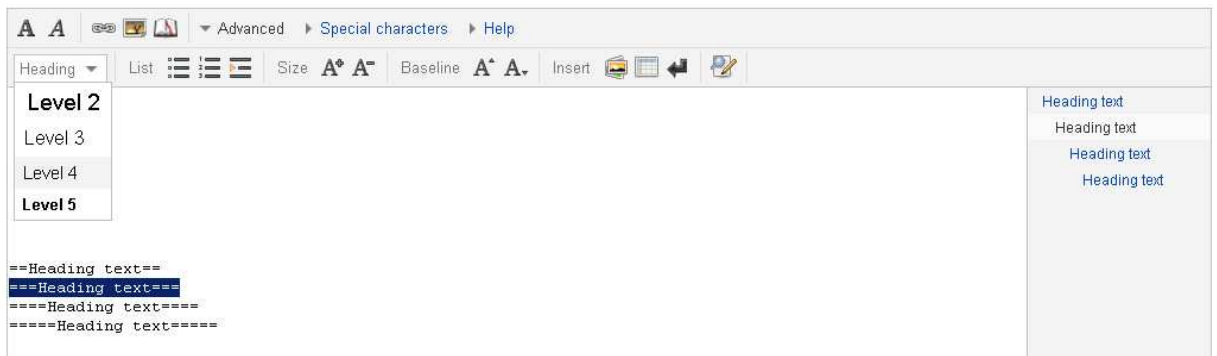 A A Advanced Special characters Help
Heading List Size A A Baseline A A Insert
Level 2
Level 3
Level 4
Level 5
==Heading text==
===Heading text===
====Heading text====
=====Heading text=====
Heading text
Heading text
Heading text
Heading text